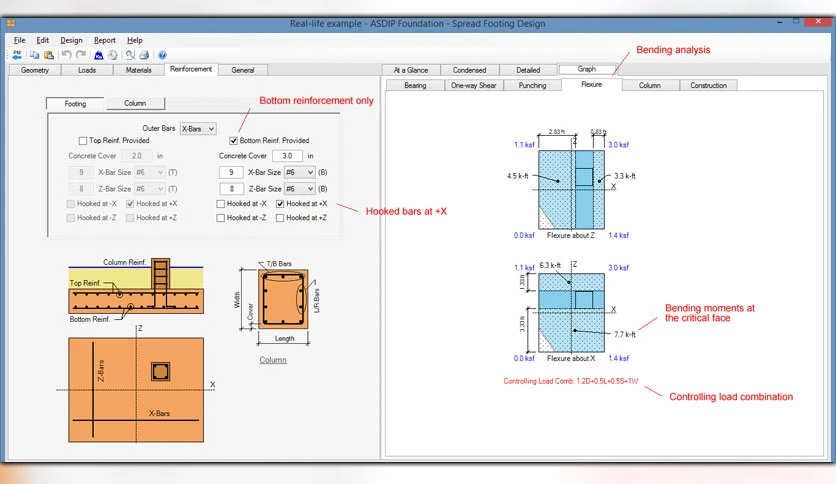 Real-life example - ASDIP Foundation - Spread Footing Design
File Edit Design Report Help
Geometry Loads Materials Reinforcement General
At a Glance Condensed Detailed Graph
Bending analysis
Bearing One-way Shear Punching Flexure Column Construction
Footing Column
Bottom reinforcement only
Outer Bars X-Bars
Top Reinf. Provided Bottom Reinf. Provided
Concrete Cover 2.0 in Concrete Cover 3.0 in
9 X-Bar Size #6 (T) 9 X-Bar Size #6 (B)
8 Z-Bar Size #6 (T) 8 Z-Bar Size #6 (B)
Hooked at -X Hooked at +X Hooked at -X Hooked at +X
Hooked at -Z Hooked at +Z Hooked at -Z Hooked at +Z
Hooked bars at +X
Column Reinf.
Top Reinf.
Bottom Reinf.
T/B Bars
Width
Cover
L/R Bars
Length
Column
Z
Z-Bars
X
X-Bars
2.83 ft 0.83 ft
1.1 ksf Z 3.0 ksf
4.5 k-ft 3.3 k-ft
X
0.0 ksf Flexure about Z 1.4 ksf
1.1 ksf 6.3 k-ft Z 3.0 ksf
1.33 ft
X
3.33 ft
7.7 k-ft
0.0 ksf Flexure about X 1.4 ksf
Bending moments at
the critical face
Controlling Load Comb: 1.2D+0.5L+0.5S+1W
Controlling load combination